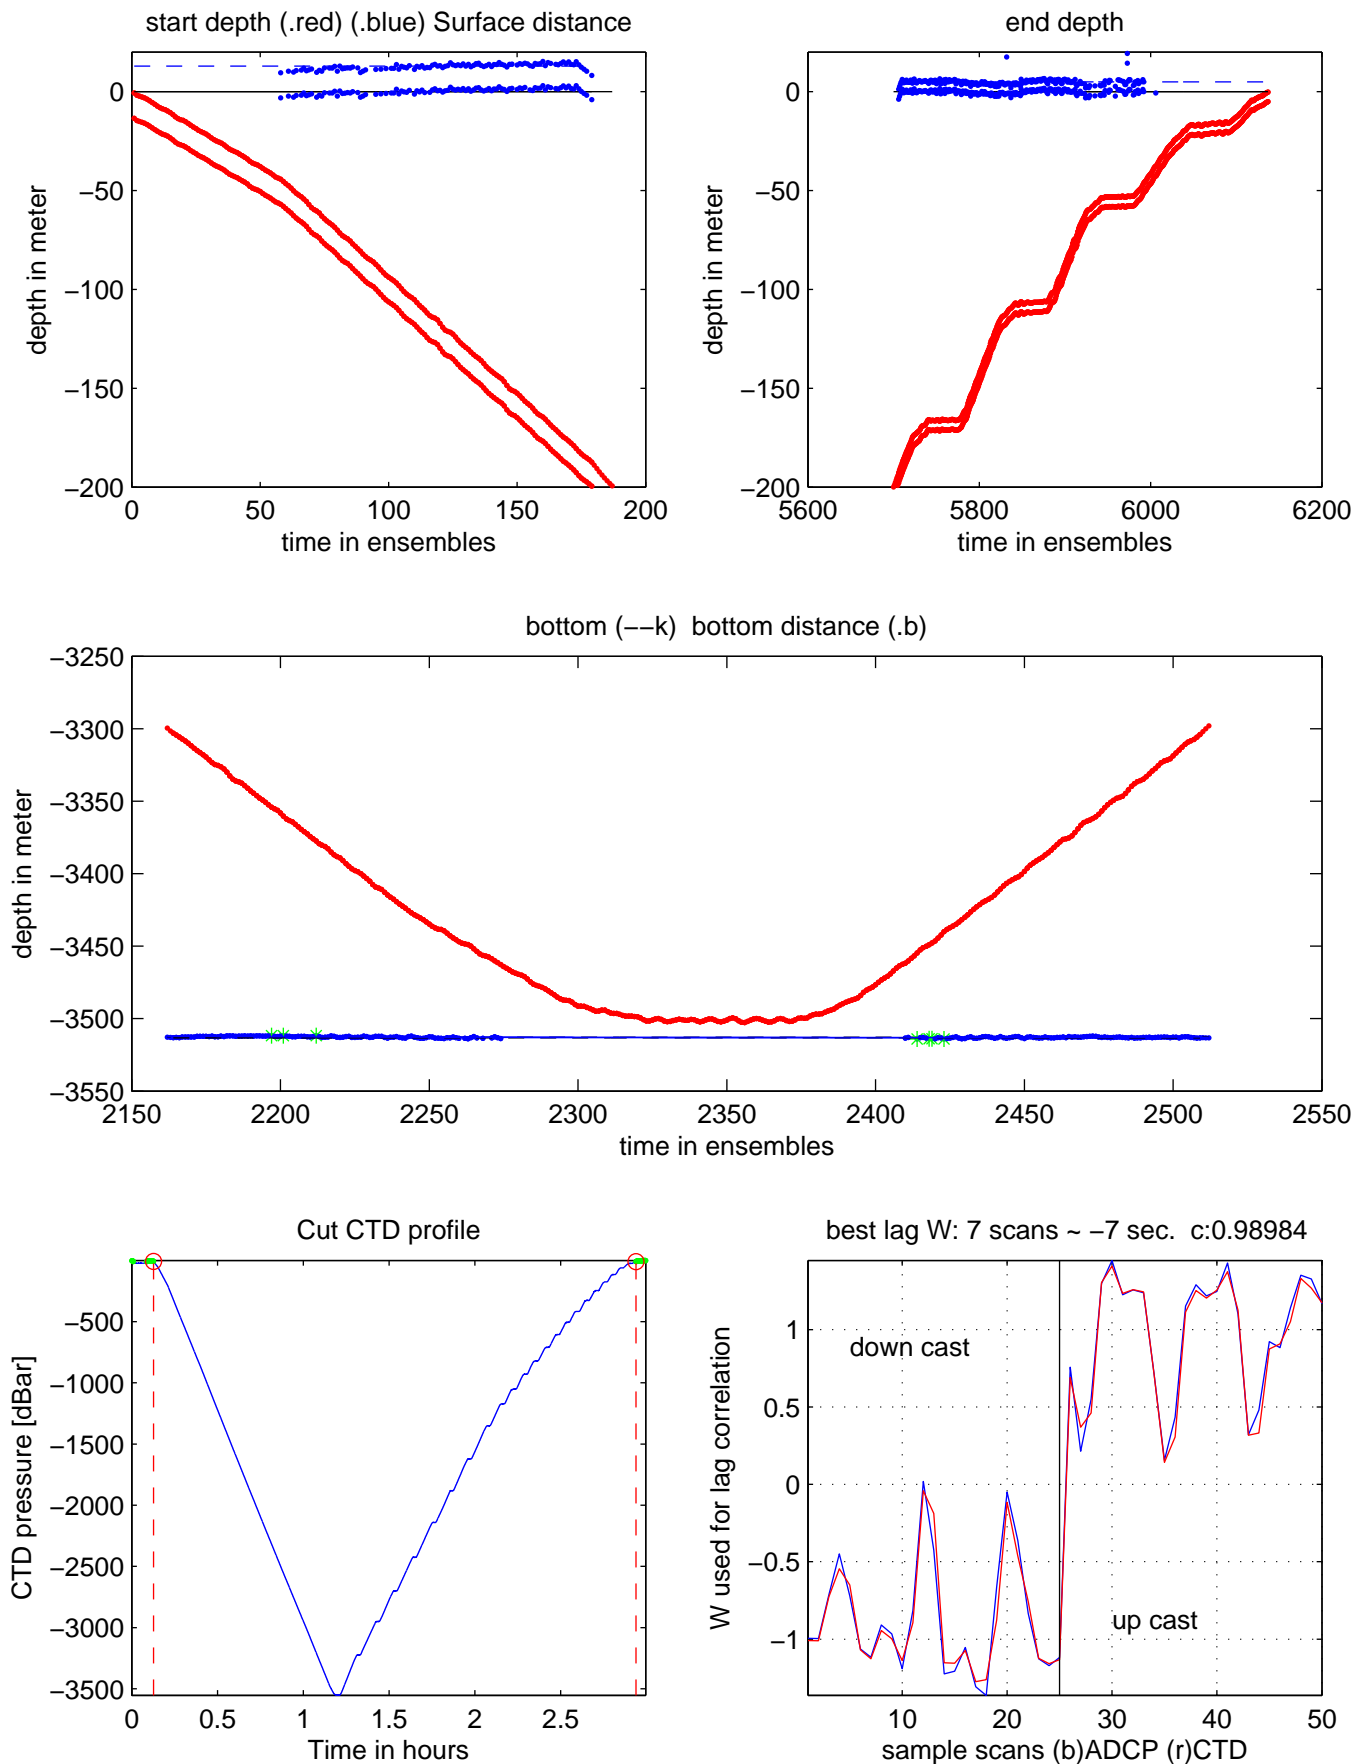 start depth (.red) (.blue) Surface distance
0
−50
−100
−150
−200
0 50 100 150 200
depth in meter
time in ensembles
end depth
0
−50
−100
−150
−200
5600 5800 6000 6200
depth in meter
time in ensembles
bottom (−−k) bottom distance (.b)
−3250
−3300
−3350
−3400
−3450
−3500
−3550
2150 2200 2250 2300 2350 2400 2450 2500 2550
depth in meter
time in ensembles
Cut CTD profile
−500
−1000
−1500
−2000
−2500
−3000
−3500
0 0.5 1 1.5 2 2.5
CTD pressure [dBar]
Time in hours
best lag W: 7 scans ~ −7 sec. c:0.98984
1
0.5
0
−0.5
−1
10 20 30 40 50
W used for lag correlation
down cast
up cast
sample scans (b)ADCP (r)CTD